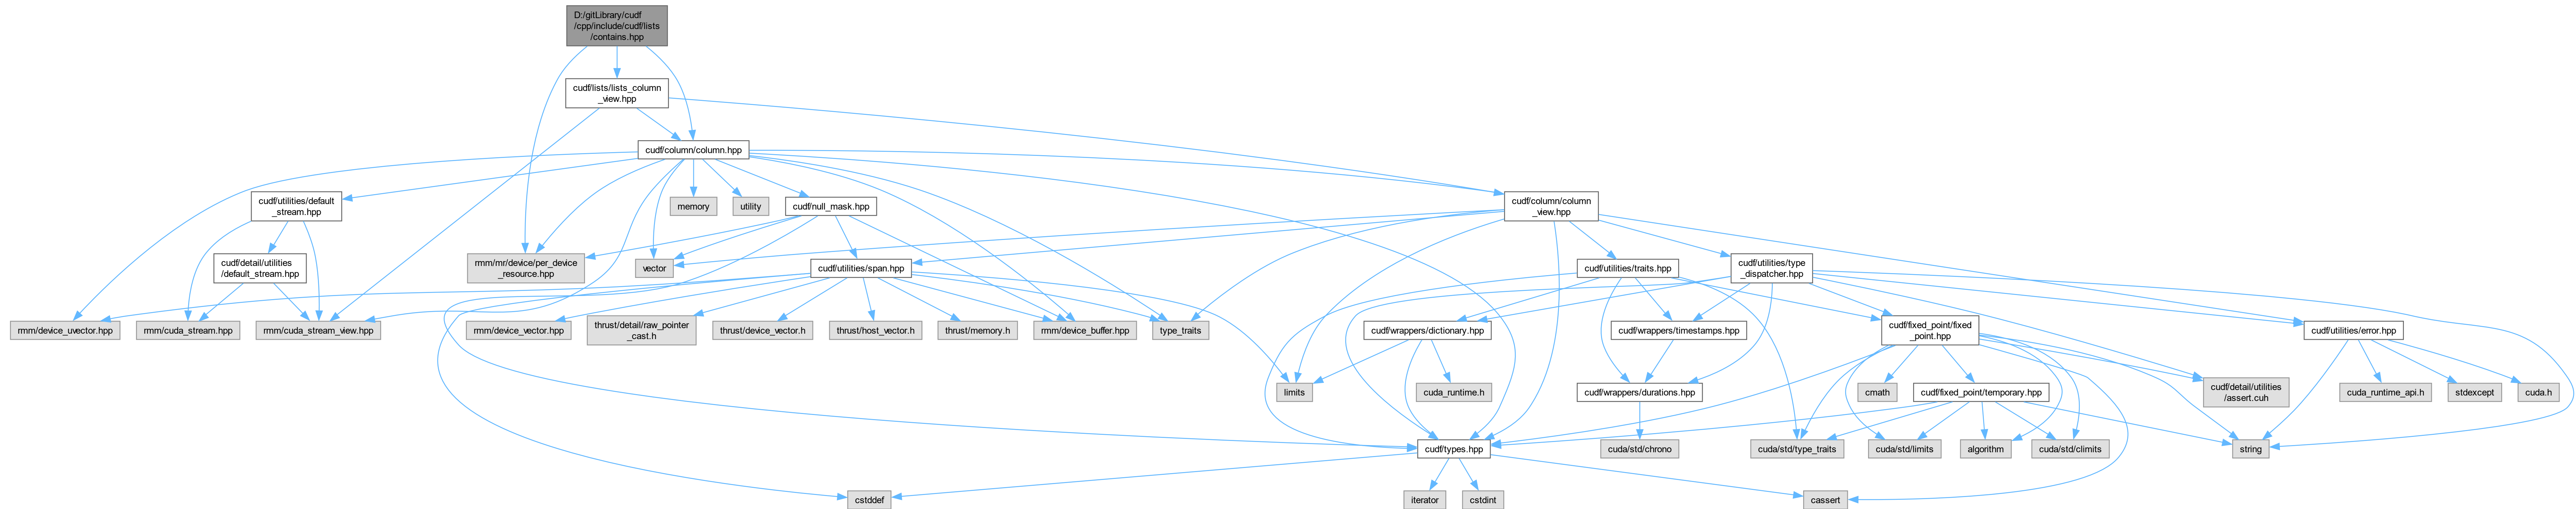 D:/gitLibrary/cudf
/cpp/include/cudf/lists
/contains.hpp
cudf/lists/lists_column
_view.hpp
cudf/column/column.hpp
cudf/utilities/default
_stream.hpp
memory
utility
cudf/null_mask.hpp
cudf/column/column
_view.hpp
cudf/detail/utilities
/default_stream.hpp
rmm/mr/device/per_device
_resource.hpp
vector
cudf/utilities/span.hpp
cudf/utilities/traits.hpp
cudf/utilities/type
_dispatcher.hpp
rmm/device_uvector.hpp
rmm/cuda_stream.hpp
rmm/cuda_stream_view.hpp
rmm/device_vector.hpp
thrust/detail/raw_pointer
_cast.h
thrust/device_vector.h
thrust/host_vector.h
thrust/memory.h
rmm/device_buffer.hpp
type_traits
cudf/wrappers/dictionary.hpp
cudf/wrappers/timestamps.hpp
cudf/fixed_point/fixed
_point.hpp
cudf/utilities/error.hpp
limits
cuda_runtime.h
cudf/wrappers/durations.hpp
cmath
cudf/fixed_point/temporary.hpp
cudf/detail/utilities
/assert.cuh
cuda_runtime_api.h
stdexcept
cuda.h
cudf/types.hpp
cuda/std/chrono
cuda/std/type_traits
cuda/std/limits
algorithm
cuda/std/climits
string
cstddef
iterator
cstdint
cassert